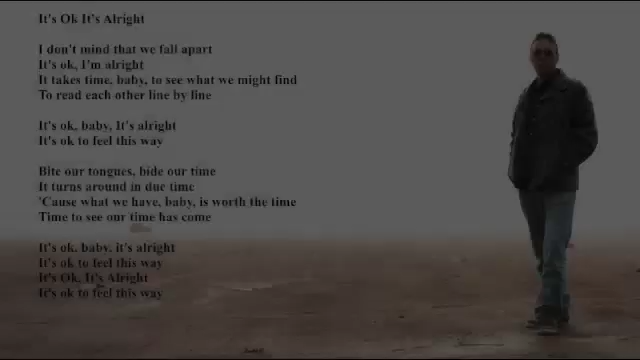 It's Ok It's Alright
I don't mind that we fall apart
It's ok, I'm alright
It takes time, baby, to see what we might find
To read each other line by line
It's ok, baby, It's alright
It's ok to feel this way
Bite our tongues, bide our time
It turns around in due time
'Cause what we have, baby, is worth the time
Time to see our time has come
It's ok, baby, it's alright
It's ok to feel this way
It's Ok, It's Alright
It's ok to feel this way